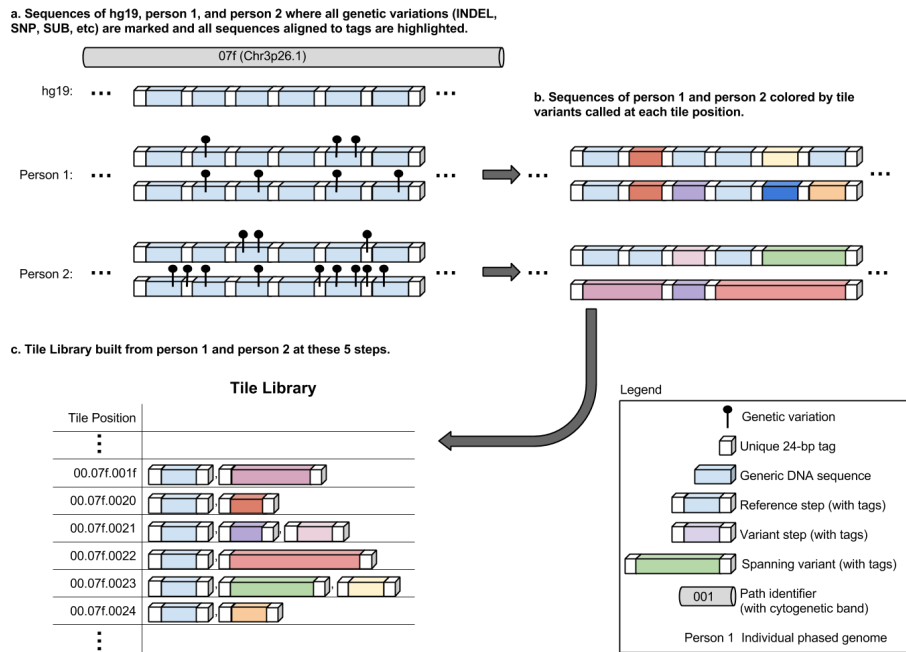 a. Sequences of hg19, person 1, and person 2 where all genetic variations (INDEL,
SNP, SUB, etc) are marked and all sequences aligned to tags are highlighted.
07f (Chr3p26.1)
hg19:
...
...
b. Sequences of person 1 and person 2 colored by tile
variants called at each tile position.
Person 1:
...
...
...
...
Person 2:
...
...
...
...
c. Tile Library built from person 1 and person 2 at these 5 steps.
Tile Library
Tile Position
⋮
00.07f.001f
,
00.07f.0020
,
00.07f.0021
,
,
00.07f.0022
,
00.07f.0023
,
,
00.07f.0024
,
⋮
Legend
Genetic variation
Unique 24-bp tag
Generic DNA sequence
Reference step (with tags)
Variant step (with tags)
Spanning variant (with tags)
001
Path identifier
(with cytogenetic band)
Person 1 Individual phased genome